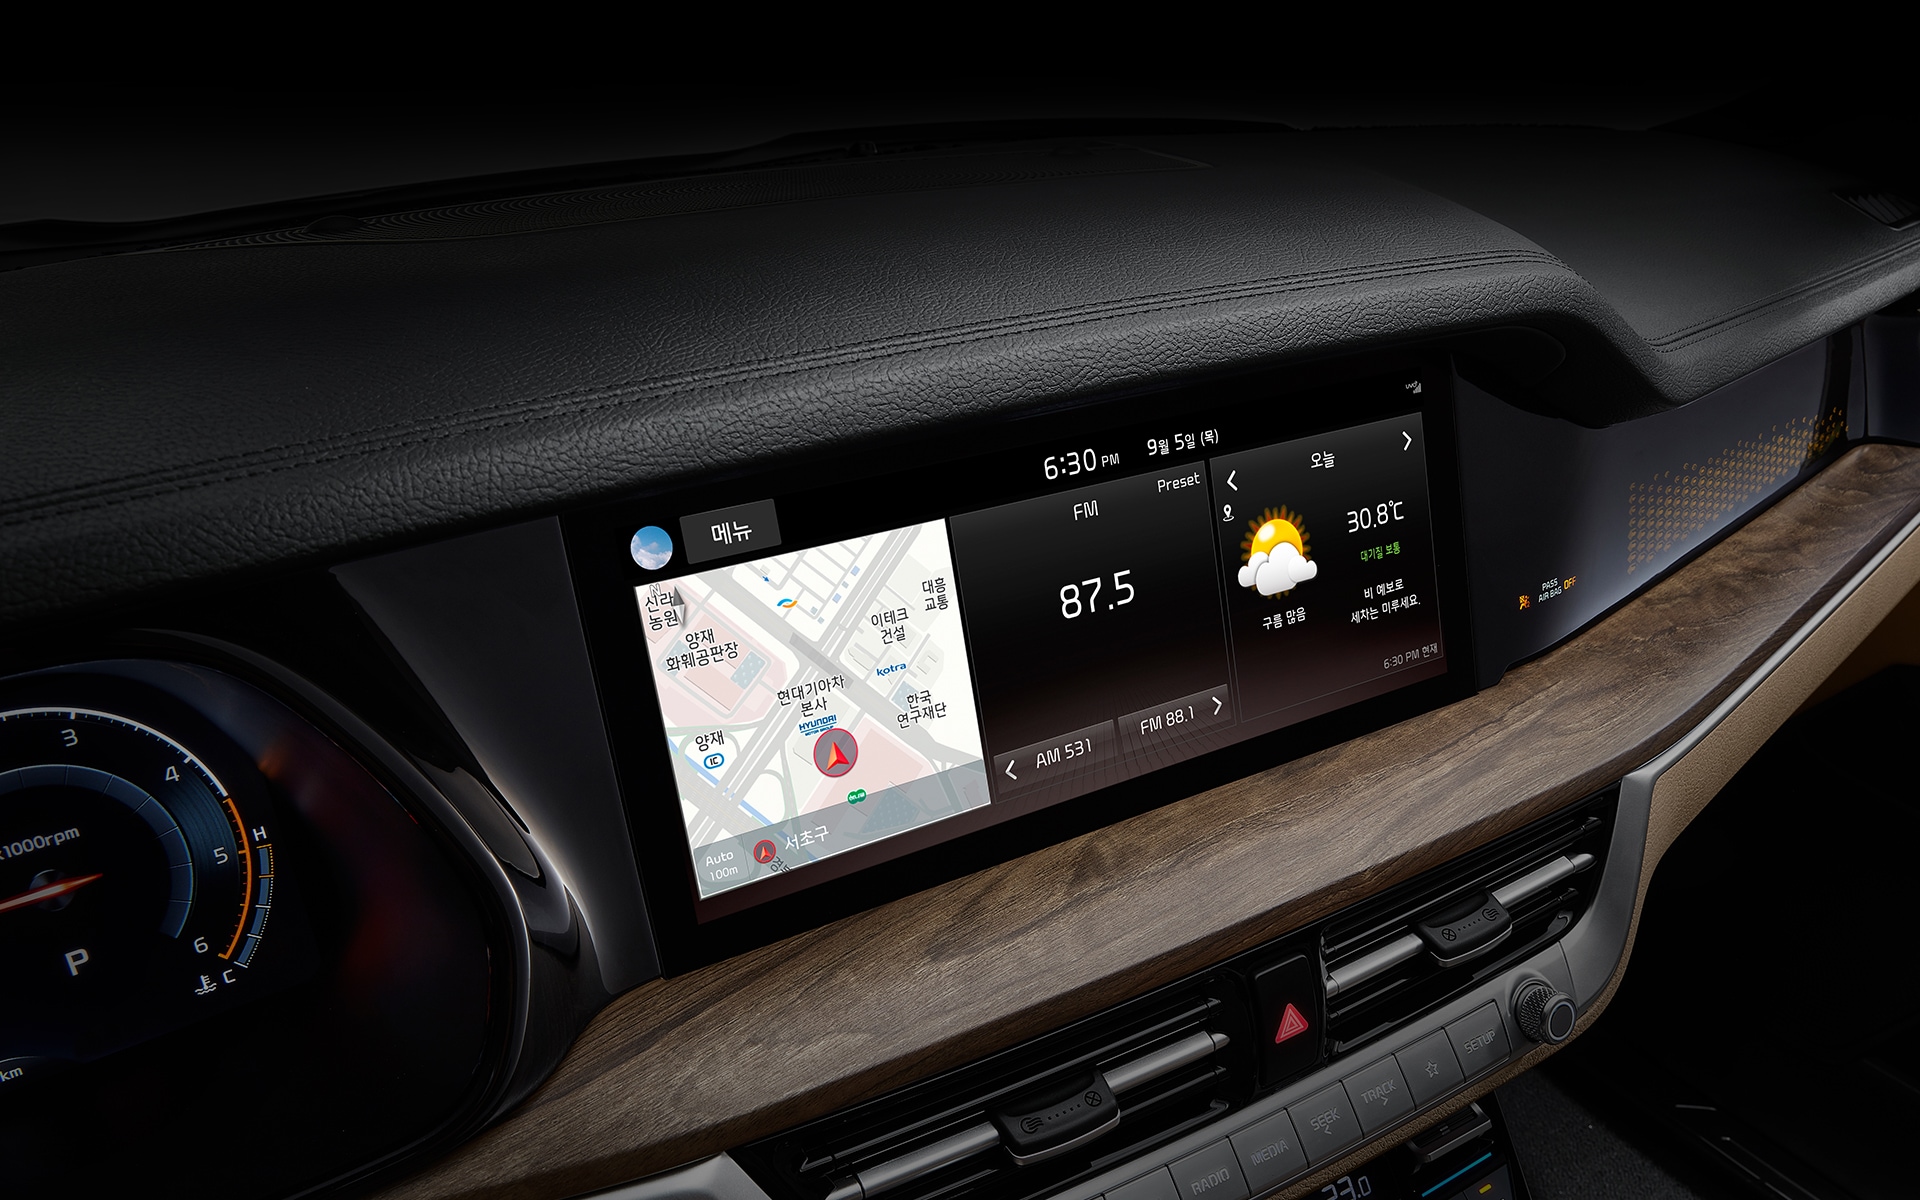 6:30 PM
9월 5일 (목)
메뉴
N
신라
농원
양재
화훼공판장
대흥
교통
이테크
건설
kotra
현대기아차
본사
HYUNDAI
MOTOR GROUP
한국
연구재단
양재
IC
Auto
100m
서초구
FM
Preset
87.5
AM 531
FM 88.1
오늘
30.8℃
대기질 보통
구름 많음
비 예보로
세차는 미루세요.
6:30 PM 현재
PASS
AIR BAG OFF
3
4
5
6
x1000rpm
H
C
P
km
RADIO
MEDIA
SEEK
TRACK
SETUP
23.0